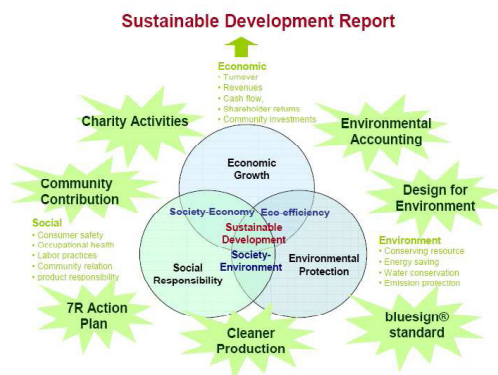 Sustainable Development Report
Economic
• Turnover
• Revenues
• Cash flow,
• Shareholder returns
• Community investments
Charity Activities
Environmental
Accounting
Economic
Growth
Community
Contribution
Design for
Environment
Society-Economy
Eco-efficiency
Sustainable
Development
Social
• Consumer safety
• Occupational health
• Labor practices
• Community relation
• product responsibility
Society-
Environment
Social
Responsibility
Environmental
Protection
Environment
• Conserving resource
• Energy saving
• Water conservation
• Emission protection
7R Action
Plan
Cleaner
Production
bluesign®
standard